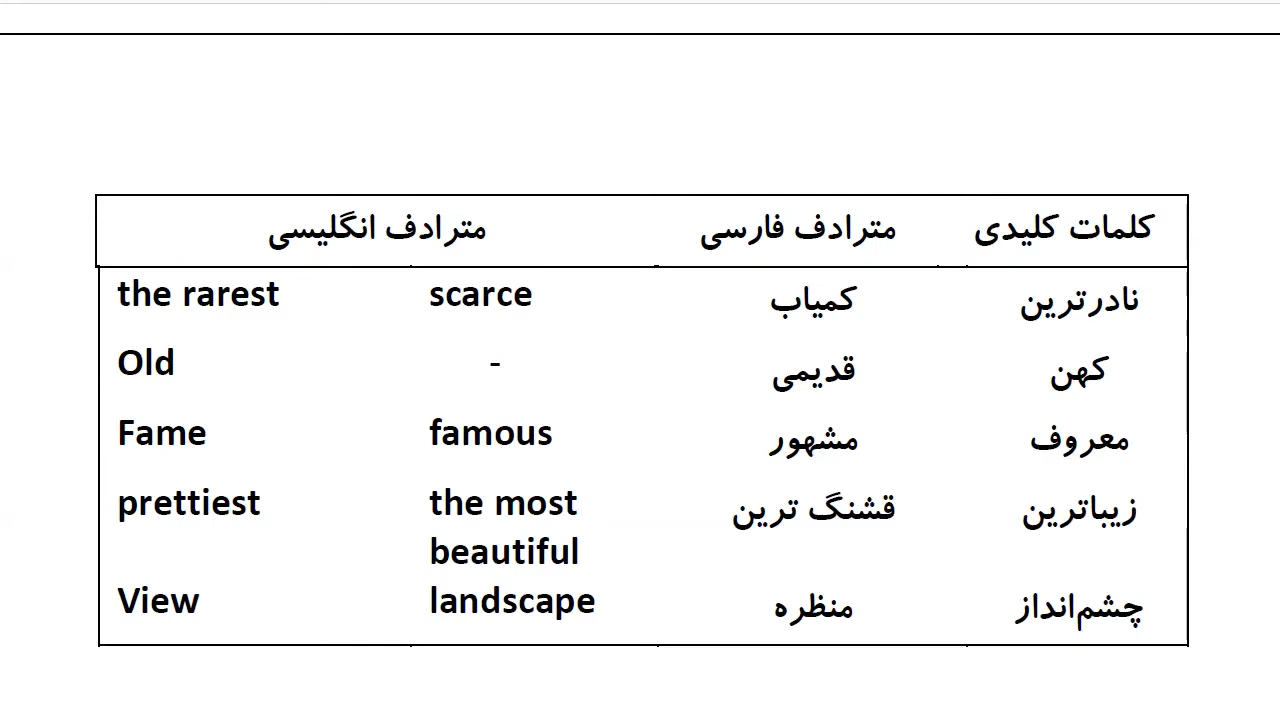 کلمات کلیدی مترادف فارسی مترادف انگلیسی
نادرترین کمیاب scarce the rarest
کهن قدیمی - Old
معروف مشهور famous Fame
زیباترین قشنگ ترین the most prettiest
beautiful
چشم‌انداز منظره landscape View